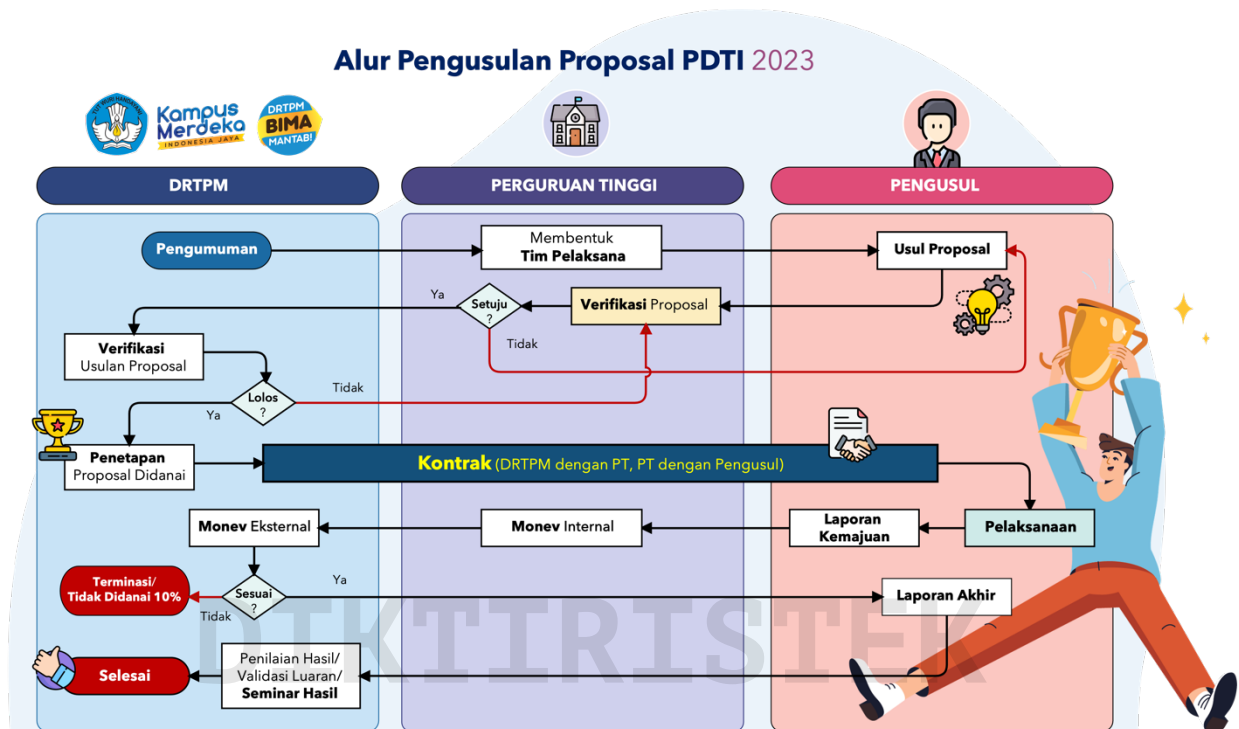 Alur Pengusulan Proposal PDTI 2023
TUT WURI HANDAYANI
Kampus
Merdeka
INDONESIA JAYA
DRTPM
BIMA
MANTAB!
DRTPM
PERGURUAN TINGGI
PENGUSUL
Pengumuman
Membentuk
Tim Pelaksana
Usul Proposal
Ya
Setuju
?
Verifikasi Proposal
Tidak
Verifikasi
Usulan Proposal
Lolos
?
Tidak
Ya
Penetapan
Proposal Didanai
Kontrak (DRTPM dengan PT, PT dengan Pengusul)
Monev Eksternal
Monev Internal
Laporan
Kemajuan
Pelaksanaan
Terminasi/
Tidak Didanai 10%
Sesuai
?
Ya
Tidak
Laporan Akhir
DIKTIRISTEK
Selesai
Penilaian Hasil/
Validasi Luaran/
Seminar Hasil